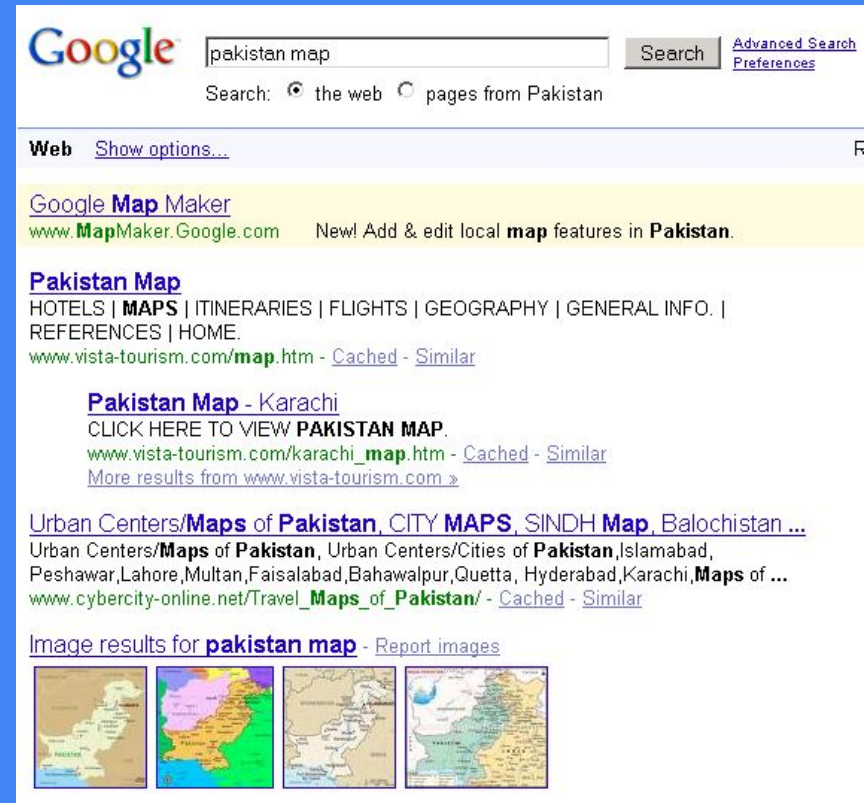 Google
pakistan map
Search
Advanced Search
Preferences
Search: the web pages from Pakistan
Web Show options...
R
Google Map Maker
www.MapMaker.Google.com New! Add & edit local map features in Pakistan.
Pakistan Map
HOTELS | MAPS | ITINERARIES | FLIGHTS | GEOGRAPHY | GENERAL INFO. |
REFERENCES | HOME.
www.vista-tourism.com/map.htm - Cached - Similar
Pakistan Map - Karachi
CLICK HERE TO VIEW PAKISTAN MAP.
www.vista-tourism.com/karachi_map.htm - Cached - Similar
More results from www.vista-tourism.com »
Urban Centers/Maps of Pakistan, CITY MAPS, SINDH Map, Balochistan ...
Urban Centers/Maps of Pakistan, Urban Centers/Cities of Pakistan,Islamabad,
Peshawar,Lahore,Multan,Faisalabad,Bahawalpur,Quetta, Hyderabad,Karachi,Maps of ...
www.cybercity-online.net/Travel_Maps_of_Pakistan/ - Cached - Similar
Image results for pakistan map - Report images